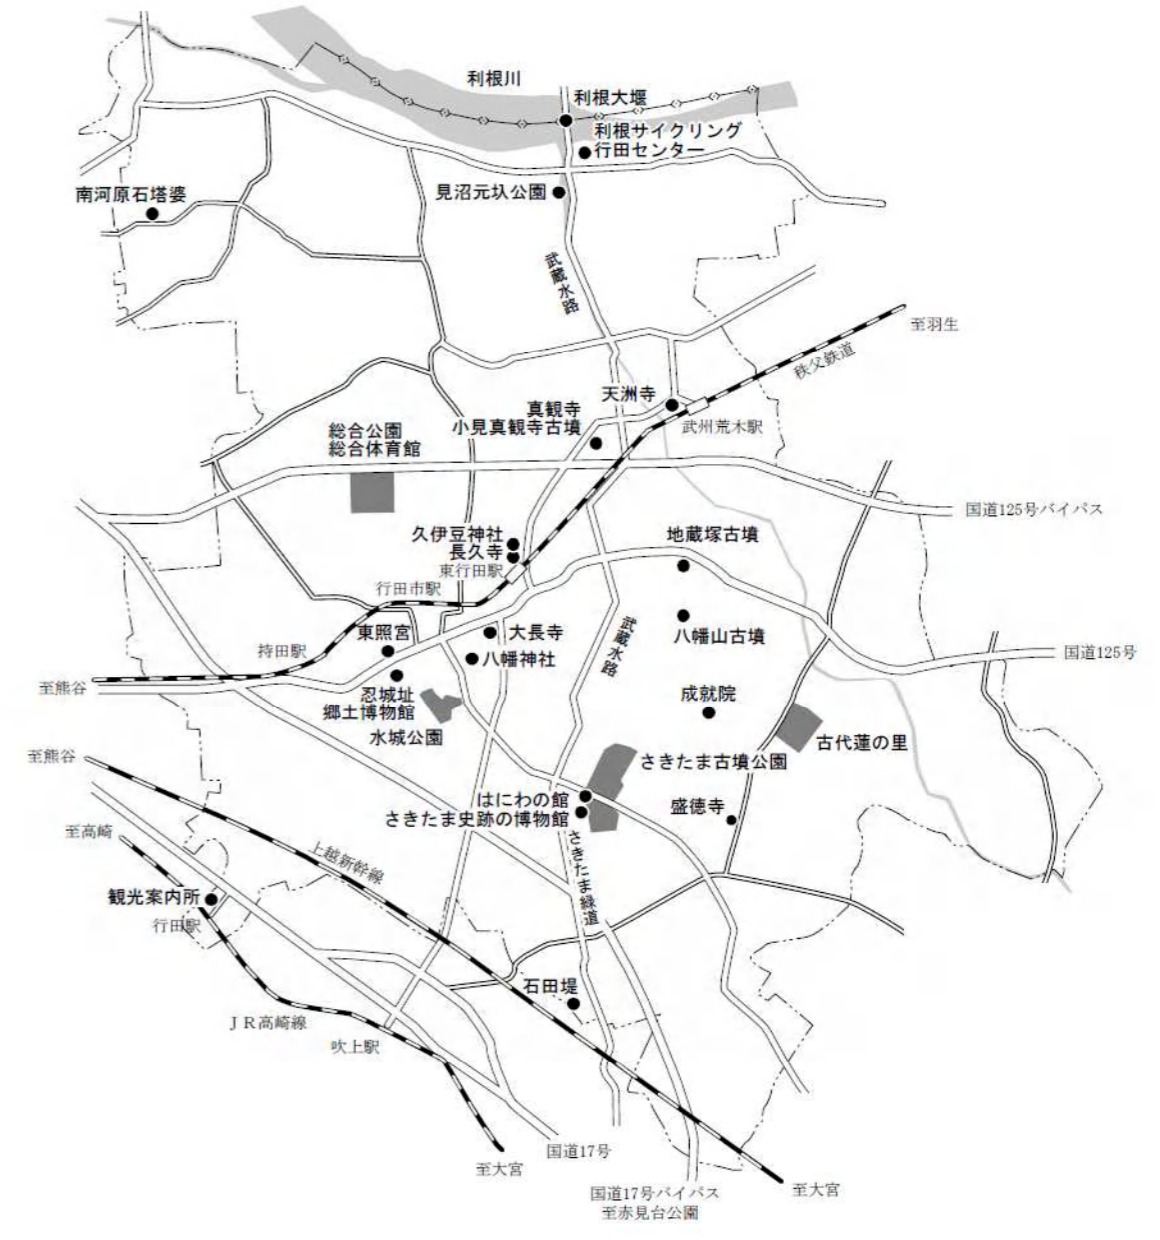 利根川
利根大堰
利根サイクリング
行田センター
南河原石塔婆
見沼元圦公園
武蔵水路
至羽生
秩父鉄道
天洲寺
真観寺
小見真観寺古墳
武州荒木駅
総合公園
総合体育館
国道125号バイパス
久伊豆神社
長久寺
東行田駅
地蔵塚古墳
行田市駅
東照宮
大長寺
武蔵水路
八幡山古墳
持田駅
八幡神社
国道125号
至熊谷
忍城址
郷土博物館
成就院
水城公園
古代蓮の里
至熊谷
さきたま古墳公園
はにわの館
さきたま史跡の博物館
盛徳寺
至高崎
上越新幹線
さきたま緑道
観光案内所
行田駅
石田堤
JR高崎線
吹上駅
国道17号
至大宮
至大宮
国道17号バイパス
至赤見台公園